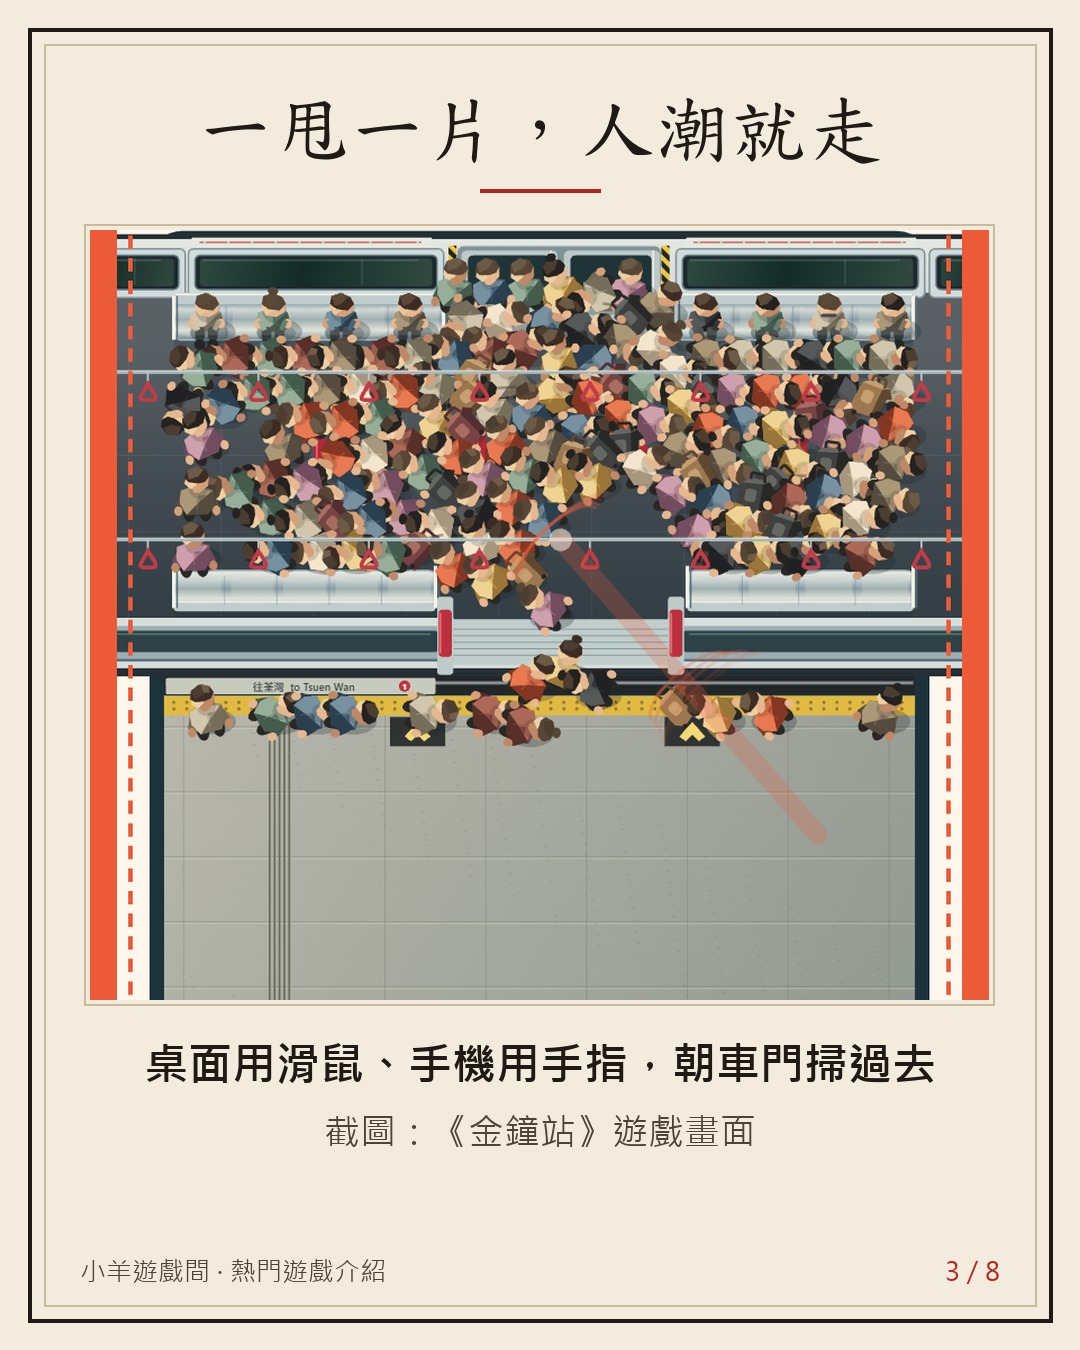 一甩一片，人潮就走
往荃灣 to Tsuen Wan 1
桌面用滑鼠、手機用手指，朝車門掃過去
截圖：《金鐘站》遊戲畫面
小羊遊戲間·熱門遊戲介紹
3 / 8